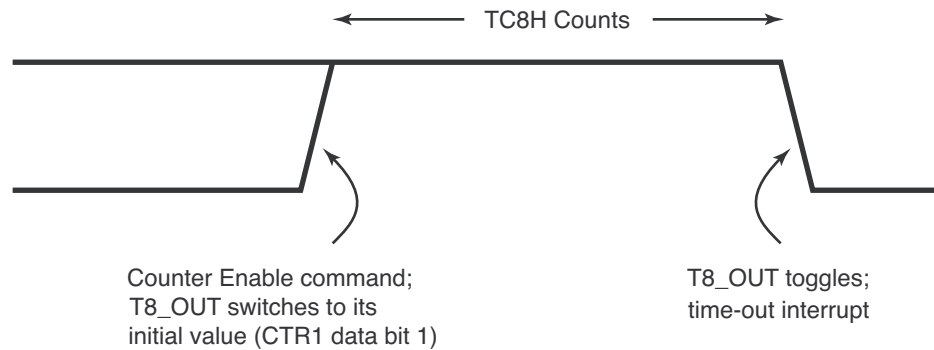 TC8H Counts
Counter Enable command;
T8_OUT switches to its
initial value (CTR1 data bit 1)
T8_OUT toggles;
time-out interrupt